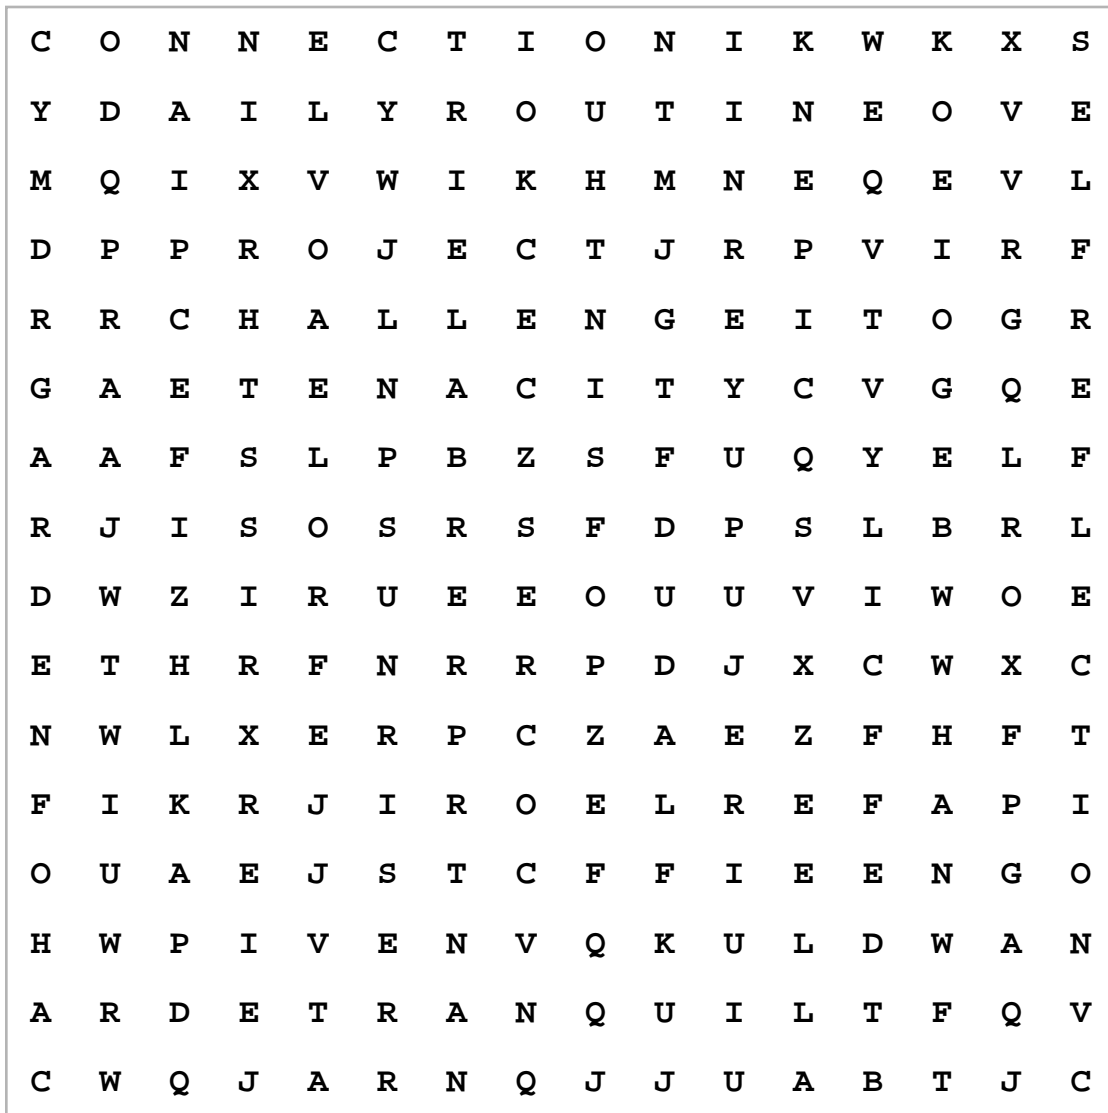 C O N N E C T I O N I K W K X S
Y D A I L Y R O U T I N E O V E
M Q I X V W I K H M N E Q E V L
D P P R O J E C T J R P V I R F
R R C H A L L E N G E I T O G R
G A E T E N A C I T Y C V G Q E
A A F S L P B Z S F U Q Y E L F
R J I S O S R S F D P S L B R L
D W Z I R U E E O U U V I W O E
E T H R F N R R P D J X C W X C
N W L X E R P C Z A E Z F H F T
F I K R J I R O E L R E F A P I
O U A E J S T C F F I E E N G O
H W P I V E N V Q K U L D W A N
A R D E T R A N Q U I L T F Q V
C W Q J A R N Q J J U A B T J C